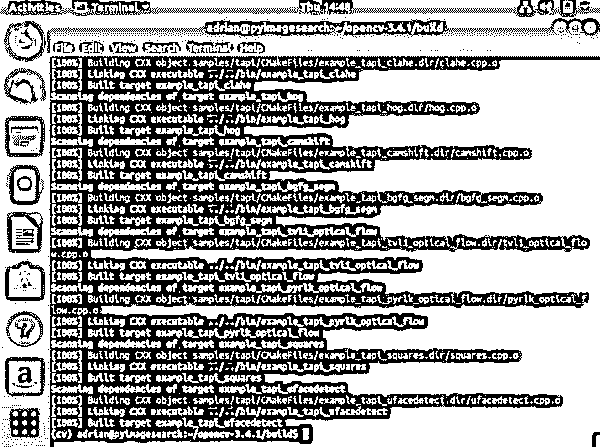 Activities Terminal Thu 14:48
adrian@pyimagesearch: ~/opencv-3.4.1/build
File Edit View Search Terminal Help
[100%] Building CXX object samples/tapi/CMakeFiles/example_tapi_clahe.dir/clahe.cpp.o
[100%] Linking CXX executable ../../bin/example_tapi_clahe
[100%] Built target example_tapi_clahe
Scanning dependencies of target example_tapi_hog
[100%] Building CXX object samples/tapi/CMakeFiles/example_tapi_hog.dir/hog.cpp.o
[100%] Linking CXX executable ../../bin/example_tapi_hog
[100%] Built target example_tapi_hog
Scanning dependencies of target example_tapi_camshift
[100%] Building CXX object samples/tapi/CMakeFiles/example_tapi_camshift.dir/camshift.cpp.o
[100%] Linking CXX executable ../../bin/example_tapi_camshift
[100%] Built target example_tapi_camshift
Scanning dependencies of target example_tapi_bgfg_segm
[100%] Building CXX object samples/tapi/CMakeFiles/example_tapi_bgfg_segm.dir/bgfg_segm.cpp.o
[100%] Linking CXX executable ../../bin/example_tapi_bgfg_segm
[100%] Built target example_tapi_bgfg_segm
Scanning dependencies of target example_tapi_tvl1_optical_flow
[100%] Building CXX object samples/tapi/CMakeFiles/example_tapi_tvl1_optical_flow.dir/tvl1_optical_flo
w.cpp.o
[100%] Linking CXX executable ../../bin/example_tapi_tvl1_optical_flow
[100%] Built target example_tapi_tvl1_optical_flow
Scanning dependencies of target example_tapi_pyrlk_optical_flow
[100%] Building CXX object samples/tapi/CMakeFiles/example_tapi_pyrlk_optical_flow.dir/pyrlk_optical_f
low.cpp.o
[100%] Linking CXX executable ../../bin/example_tapi_pyrlk_optical_flow
[100%] Built target example_tapi_pyrlk_optical_flow
Scanning dependencies of target example_tapi_squares
[100%] Building CXX object samples/tapi/CMakeFiles/example_tapi_squares.dir/squares.cpp.o
[100%] Linking CXX executable ../../bin/example_tapi_squares
[100%] Built target example_tapi_squares
Scanning dependencies of target example_tapi_ufacedetect
[100%] Building CXX object samples/tapi/CMakeFiles/example_tapi_ufacedetect.dir/ufacedetect.cpp.o
[100%] Linking CXX executable ../../bin/example_tapi_ufacedetect
[100%] Built target example_tapi_ufacedetect
(cv) adrian@pyimagesearch:~/opencv-3.4.1/build$